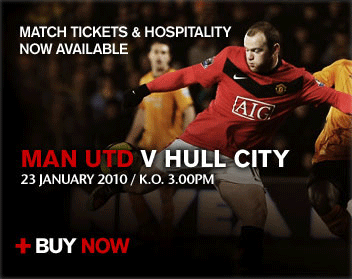 MATCH TICKETS & HOSPITALITY
NOW AVAILABLE
AIG
MAN UTD V HULL CITY
23 JANUARY 2010 / K.O. 3.00PM
+ BUY NOW